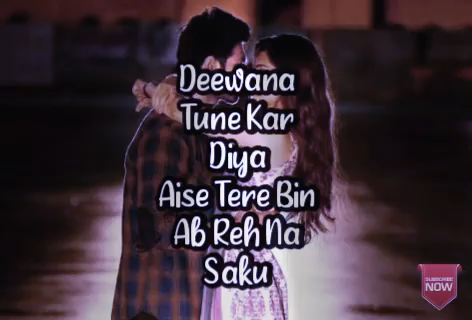 Deewana
Tune Kar
Diya
Aise Tere Bin
Ab Reh Na
Saku
SUBSCRIBE
NOW